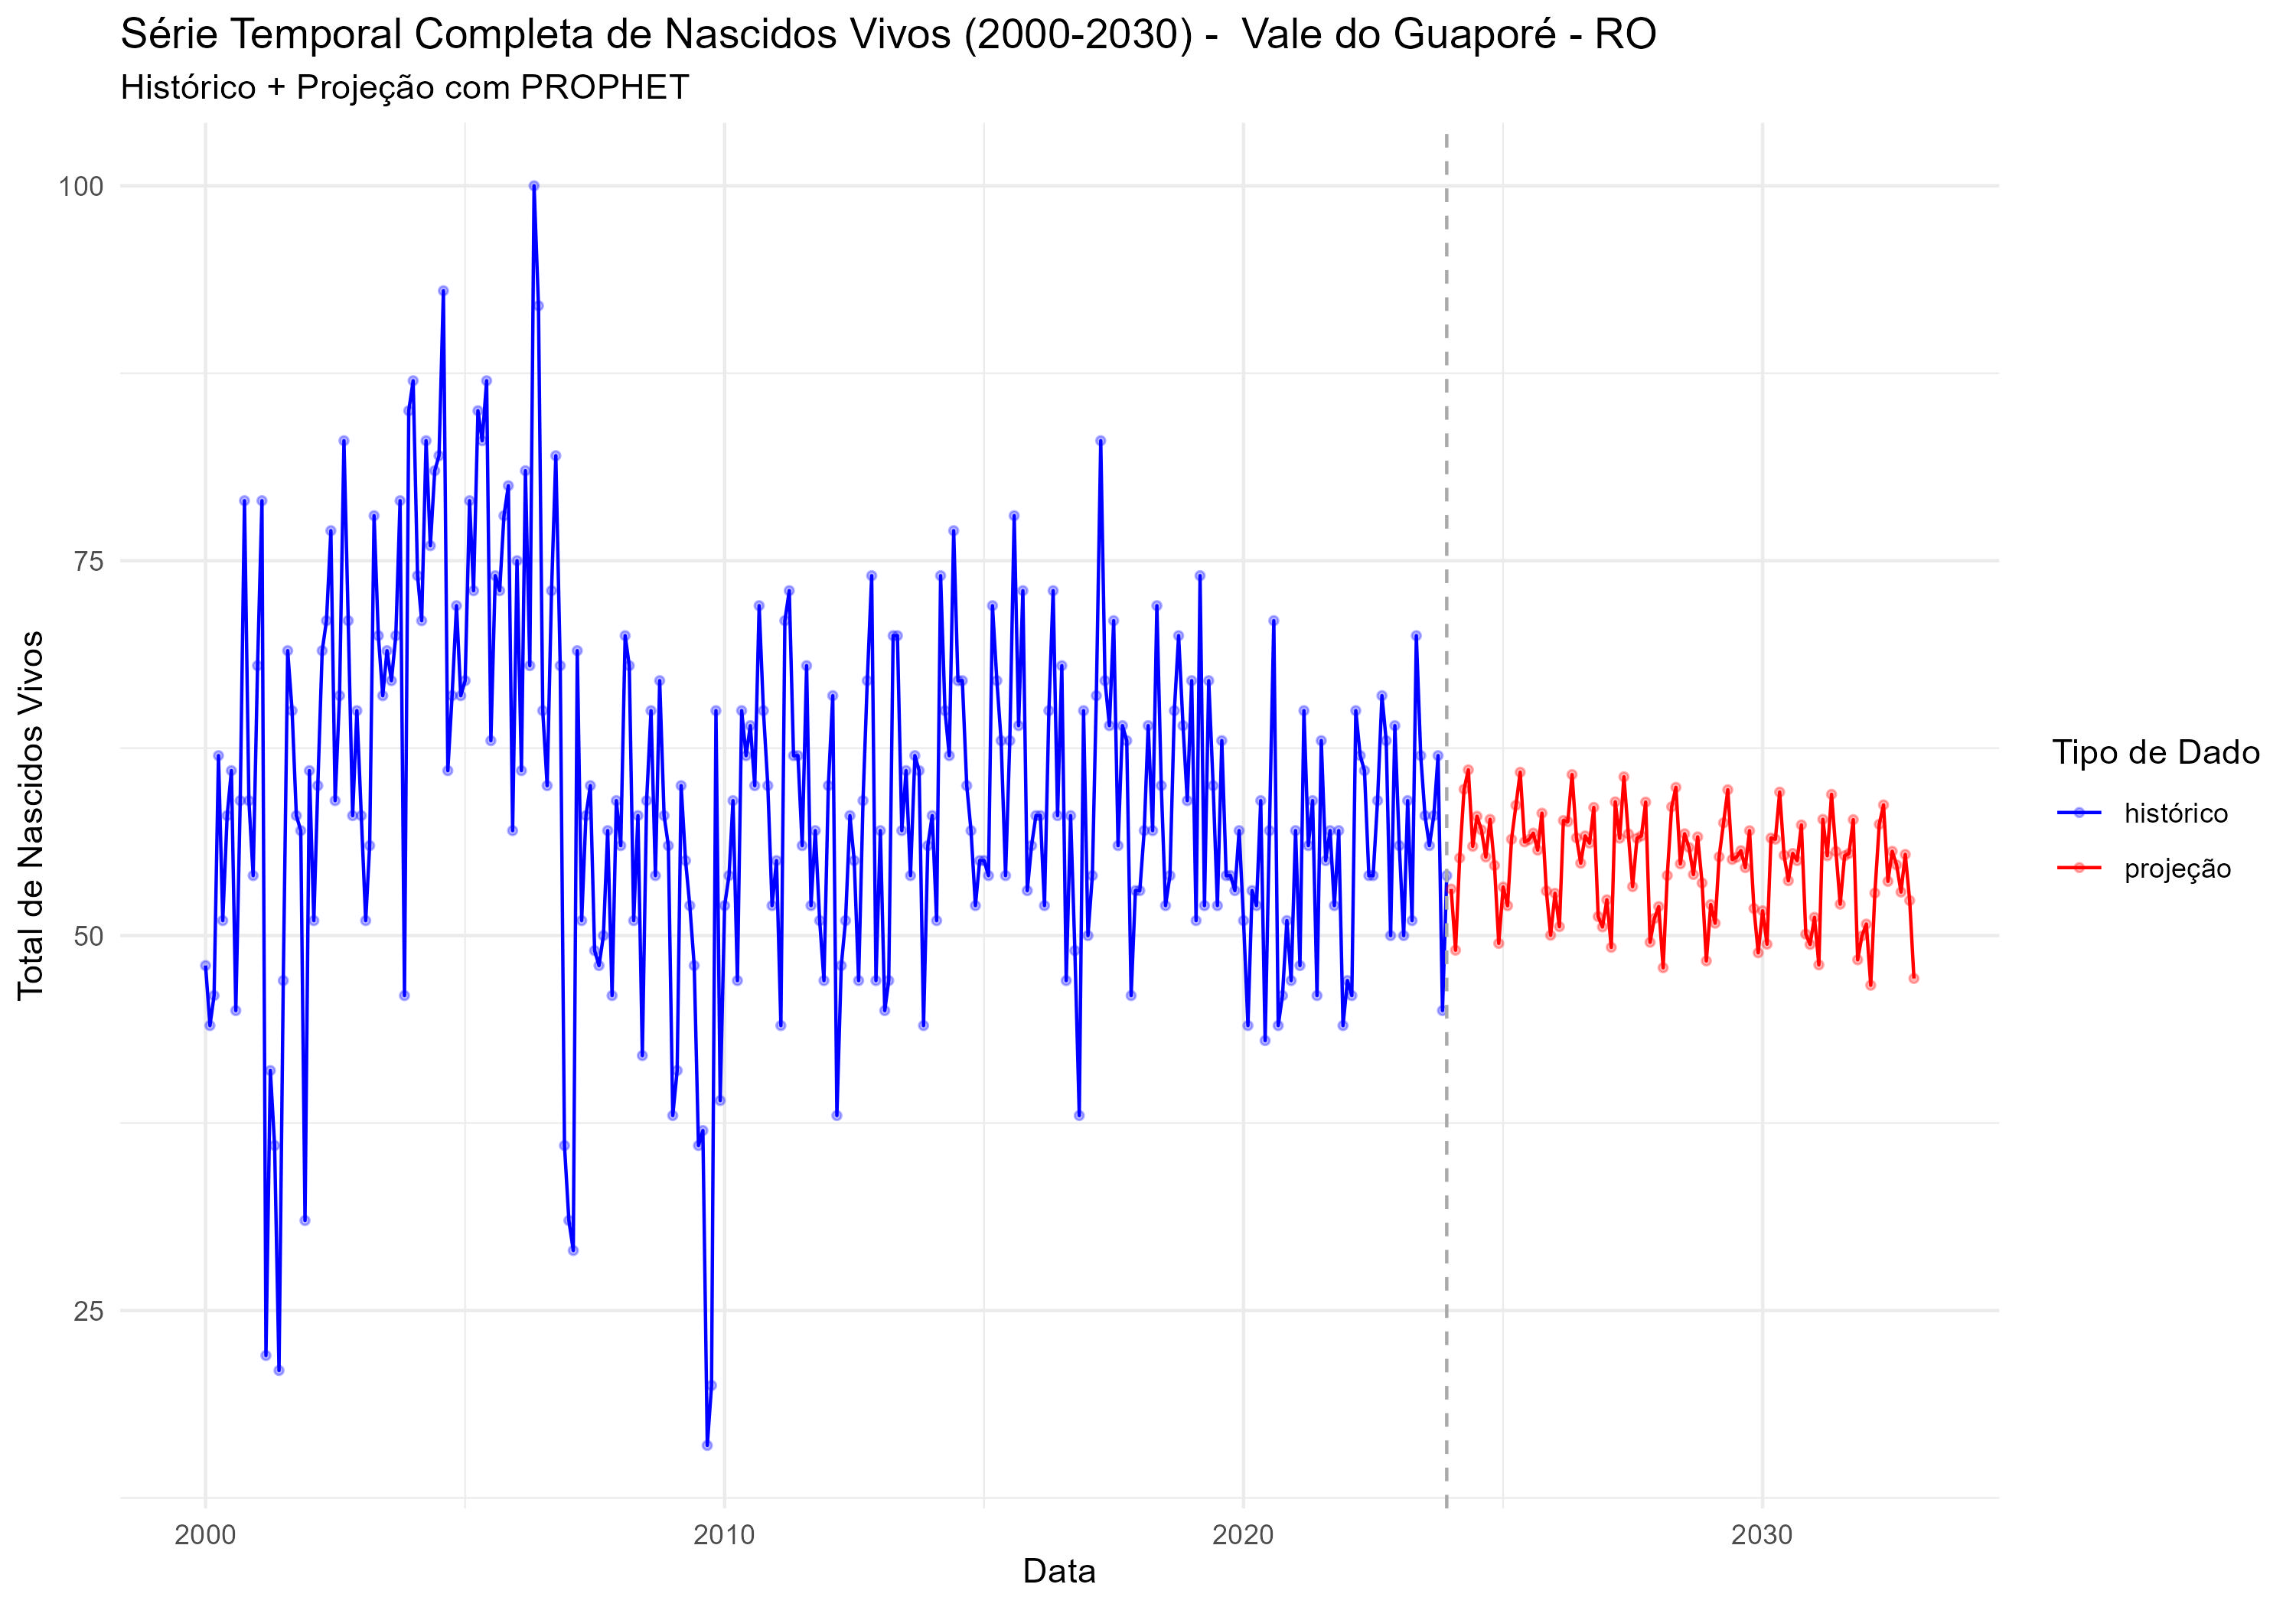 Série Temporal Completa de Nascidos Vivos (2000-2030) -  Vale do Guaporé - RO
Histórico + Projeção com PROPHET
Total de Nascidos Vivos
100
75
50
25
2000
2010
2020
2030
Data
Tipo de Dado
histórico
projeção